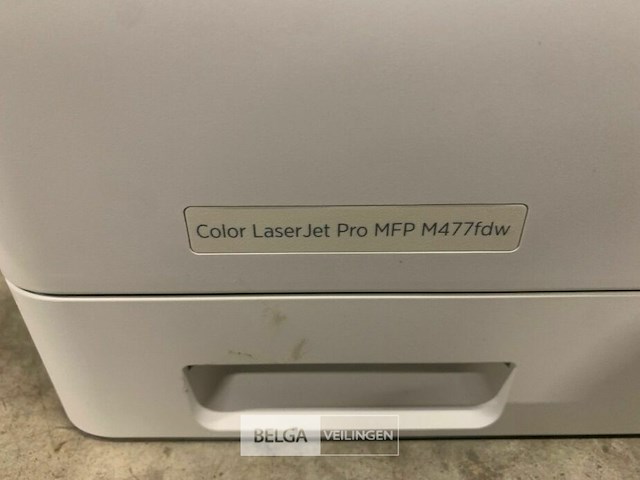 Color LaserJet Pro MFP M477fdw
BELGA VEILINGEN